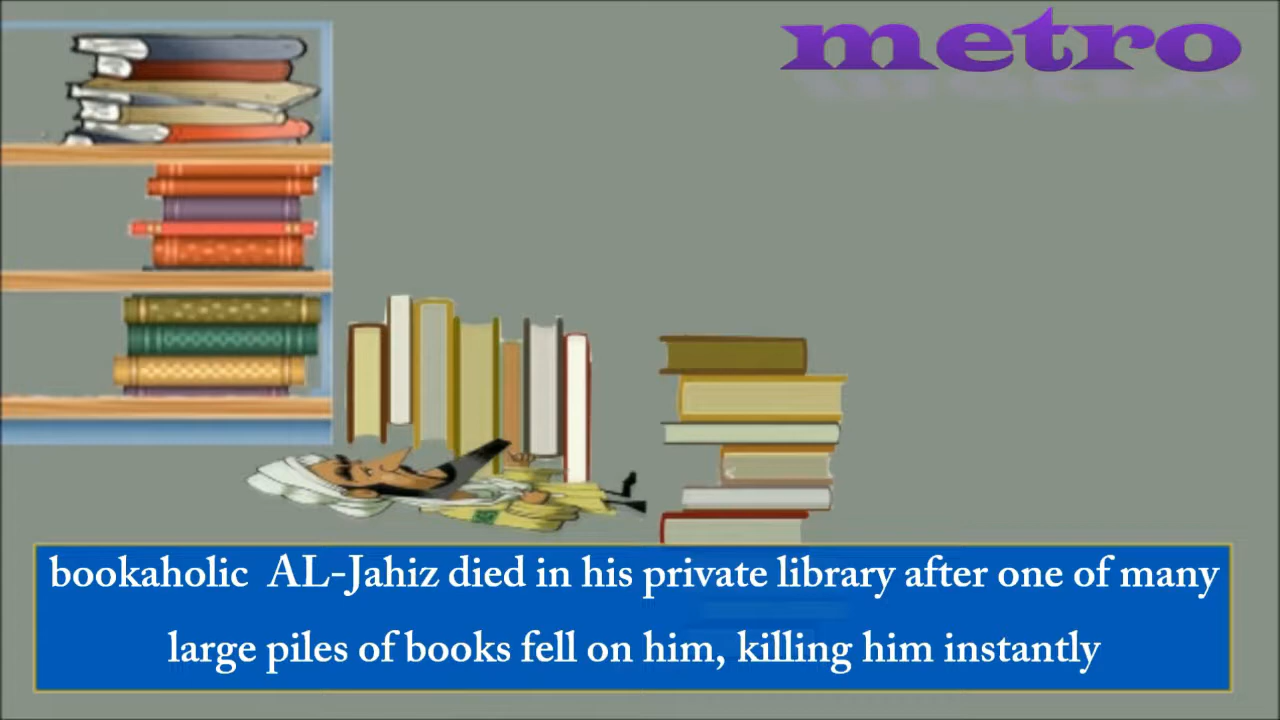 metro
bookaholic AL-Jahiz died in his private library after one of many
large piles of books fell on him, killing him instantly